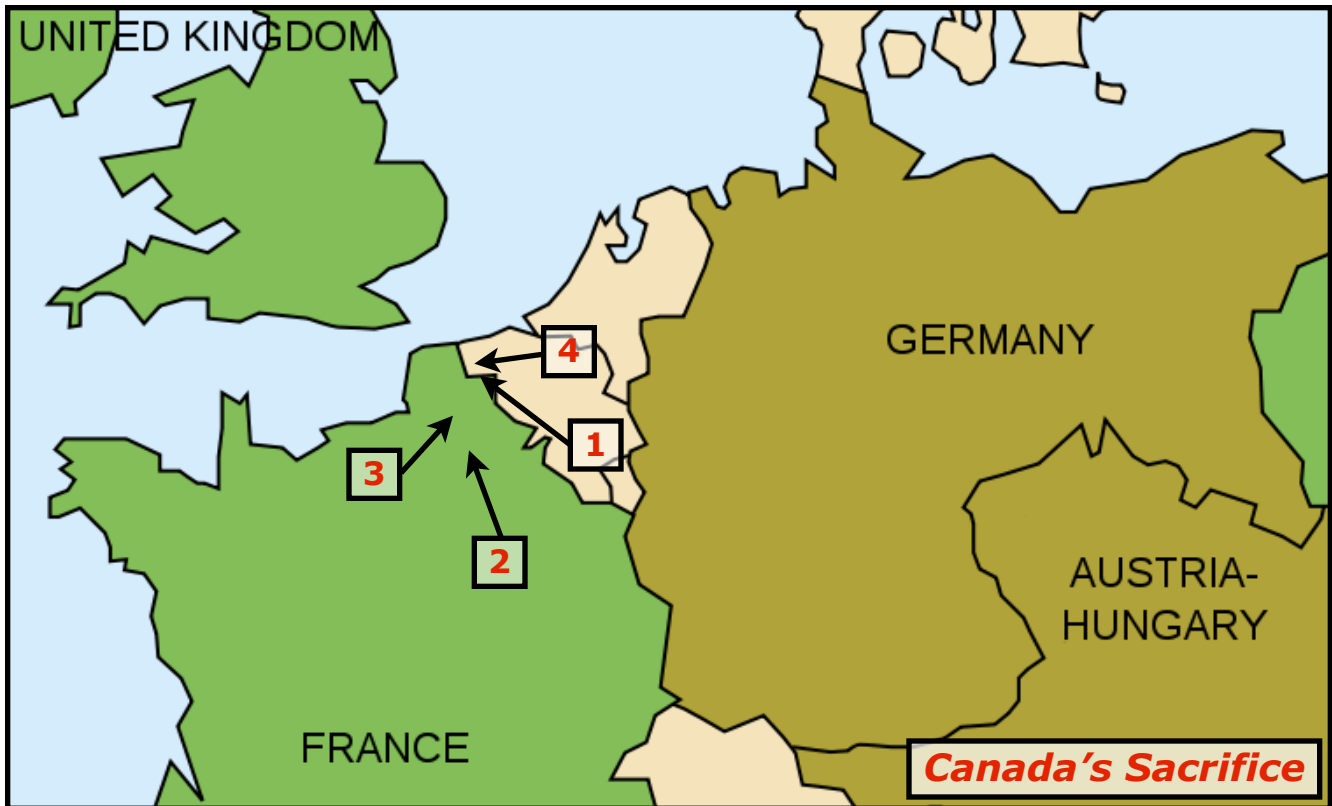 UNITED KINGDOM
4
GERMANY
1
3
2
AUSTRIA-
HUNGARY
FRANCE
Canada's Sacrifice